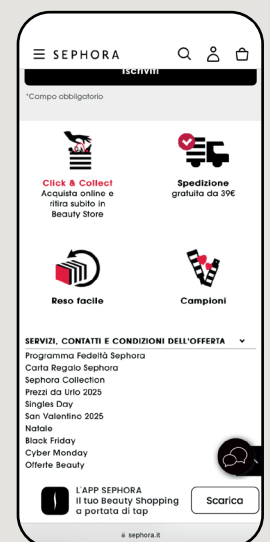 SEPHORA
Iscriviti
*Campo obbligatorio
Click & Collect
Acquista online e
ritira subito in
Beauty Store
Spedizione
gratuita da 39€
Reso facile
Campioni
SERVIZI, CONTATTI E CONDIZIONI DELL'OFFERTA
Programma Fedeltà Sephora
Carta Regalo Sephora
Sephora Collection
Prezzi da Urlo 2025
Singles Day
San Valentino 2025
Natale
Black Friday
Cyber Monday
Offerte Beauty
L'APP SEPHORA
Il tuo Beauty Shopping
a portata di tap
Scarica
sephora.it